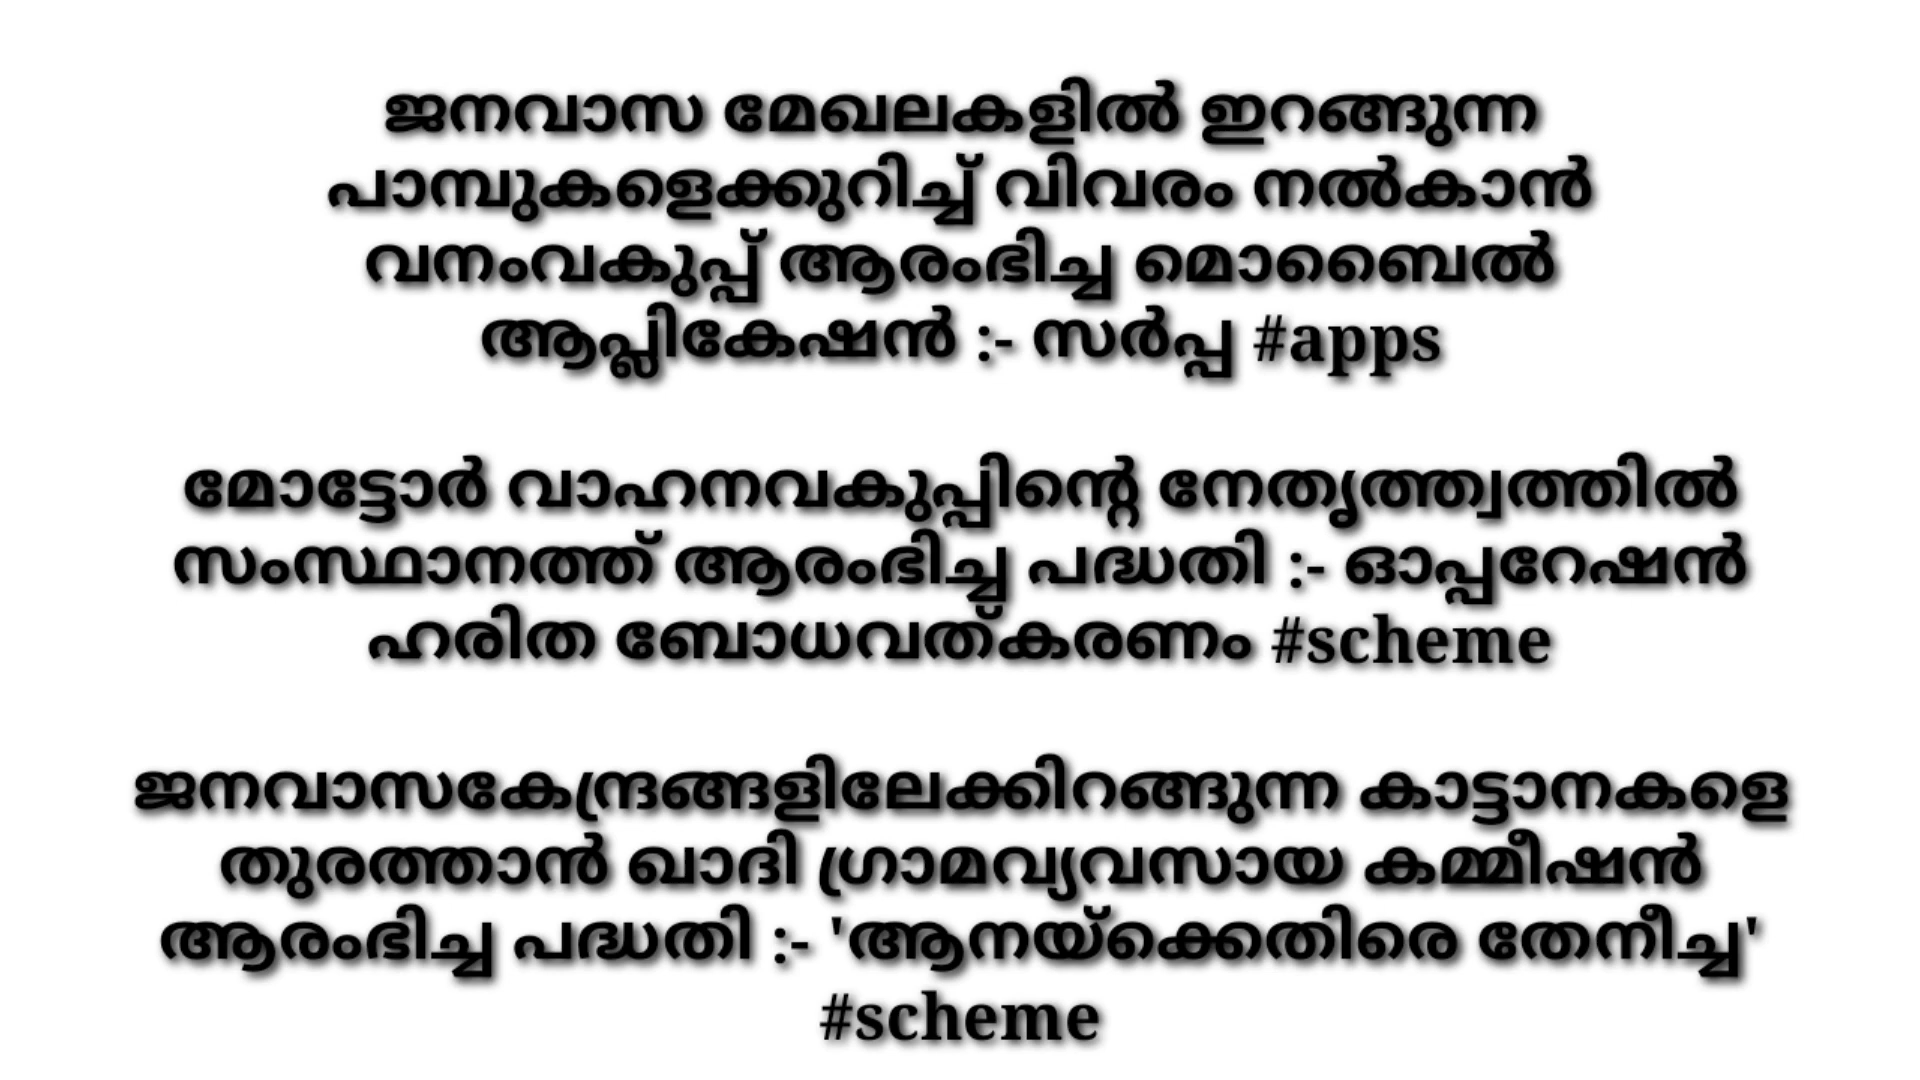 ജനവാസ മേഖലകളിൽ ഇറങ്ങുന്ന
പാമ്പുകളെക്കുറിച്ച് വിവരം നൽകാൻ
വനംവകുപ്പ് ആരംഭിച്ച മൊബൈൽ
ആപ്ലികേഷൻ :- സർപ്പ #apps
മോട്ടോർ വാഹനവകുപ്പിന്റെ നേതൃത്ത്വത്തിൽ
സംസ്ഥാനത്ത് ആരംഭിച്ച പദ്ധതി :- ഓപ്പറേഷൻ
ഹരിത ബോധവത്കരണം #scheme
ജനവാസകേന്ദ്രങ്ങളിലേക്കിറങ്ങുന്ന കാട്ടാനകളെ
തുരത്താൻ ഖാദി ഗ്രാമവ്യവസായ കമ്മീഷൻ
ആരംഭിച്ച പദ്ധതി :- 'ആനയ്ക്കെതിരെ തേനീച്ച'
#scheme